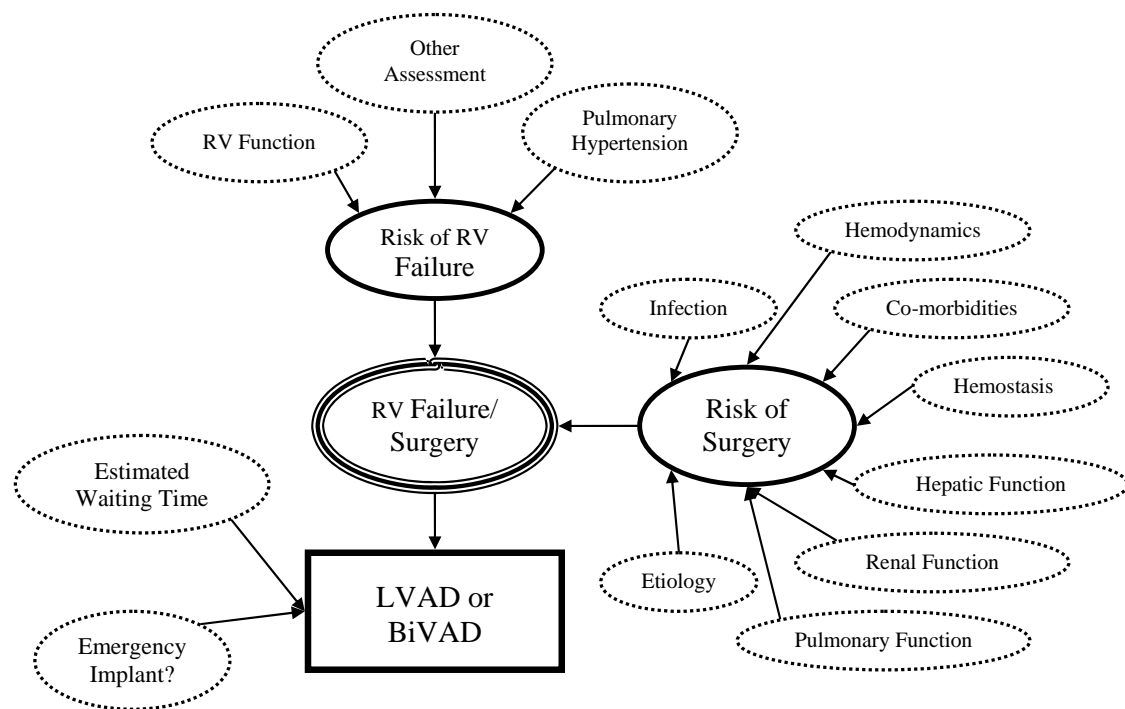 Other
Assessment
RV Function
Pulmonary
Hypertension
Risk of RV
Failure
Hemodynamics
Infection
Co-morbidities
Hemostasis
RV Failure/
Surgery
Risk of
Surgery
Estimated
Waiting Time
Hepatic Function
Renal Function
Etiology
LVAD or
BiVAD
Pulmonary Function
Emergency
Implant?